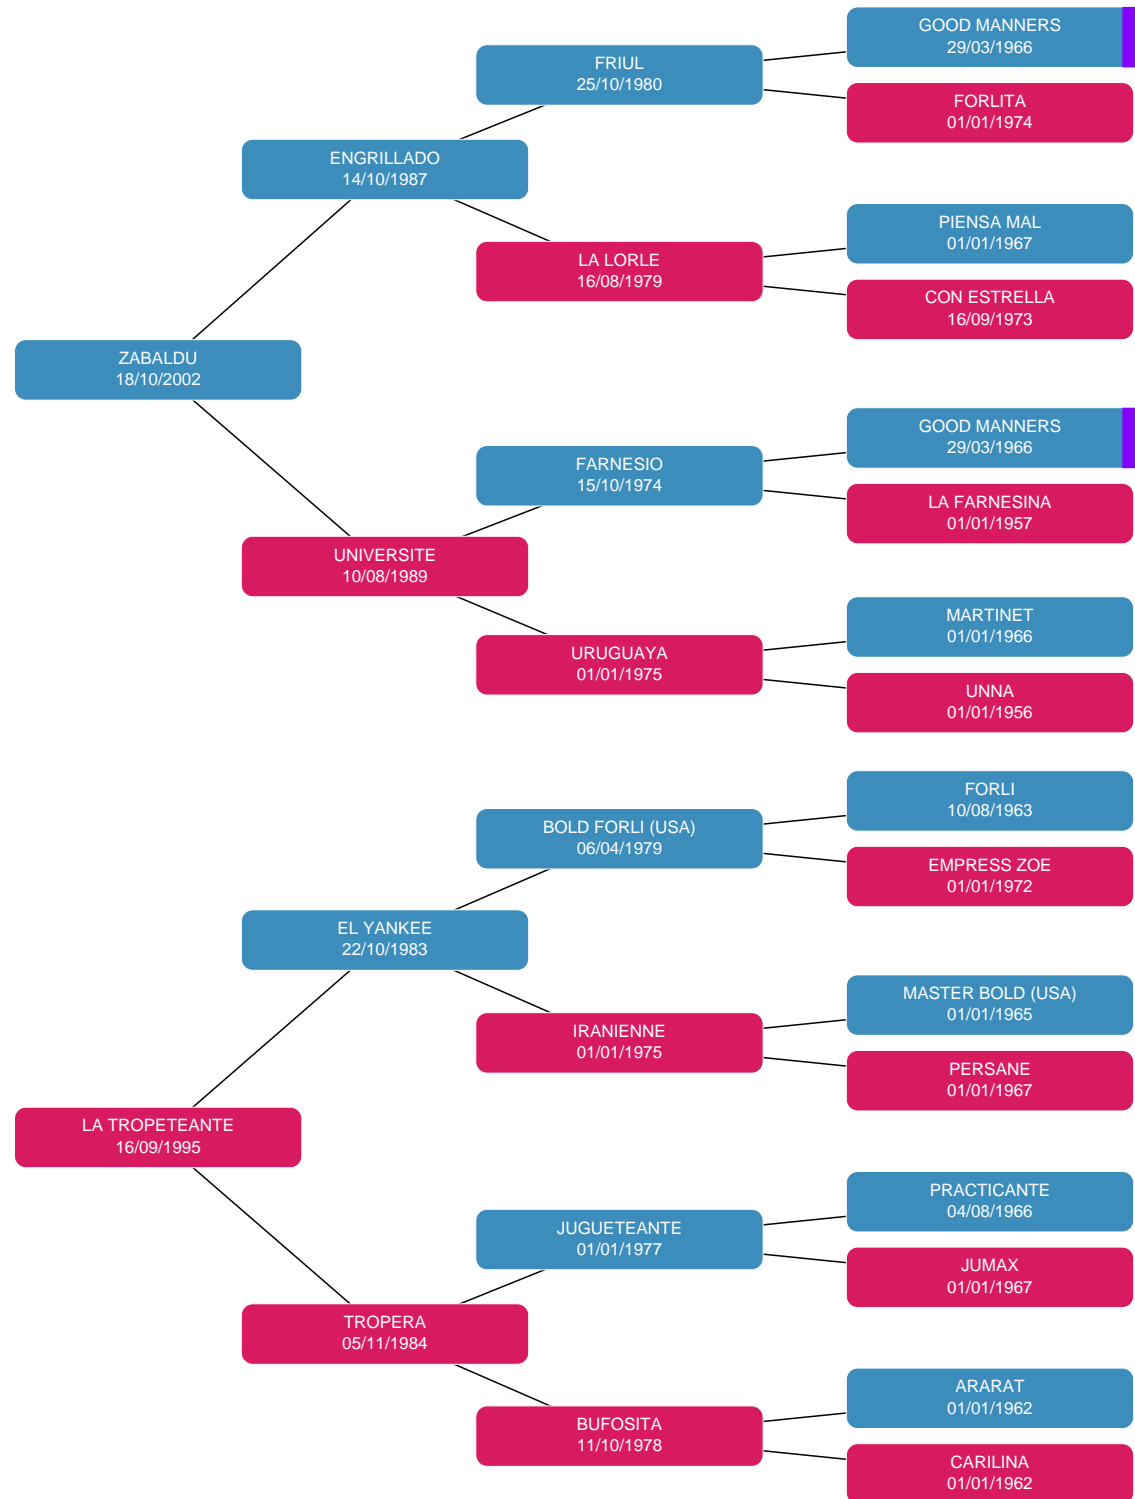 GOOD MANNERS
29/03/1966
FRIUL
25/10/1980
FORLITA
01/01/1974
ENGRILLADO
14/10/1987
PIENSA MAL
01/01/1967
LA LORLE
16/08/1979
CON ESTRELLA
16/09/1973
ZABALDU
18/10/2002
GOOD MANNERS
29/03/1966
FARNESIO
15/10/1974
LA FARNESINA
01/01/1957
UNIVERSITE
10/08/1989
MARTINET
01/01/1966
URUGUAYA
01/01/1975
UNNA
01/01/1956
FORLI
10/08/1963
BOLD FORLI (USA)
06/04/1979
EMPRESS ZOE
01/01/1972
EL YANKEE
22/10/1983
MASTER BOLD (USA)
01/01/1965
IRANIENNE
01/01/1975
PERSANE
01/01/1967
LA TROPETEANTE
16/09/1995
PRACTICANTE
04/08/1966
JUGUETEANTE
01/01/1977
JUMAX
01/01/1967
TROPERA
05/11/1984
ARARAT
01/01/1962
BUFOSITA
11/10/1978
CARILINA
01/01/1962